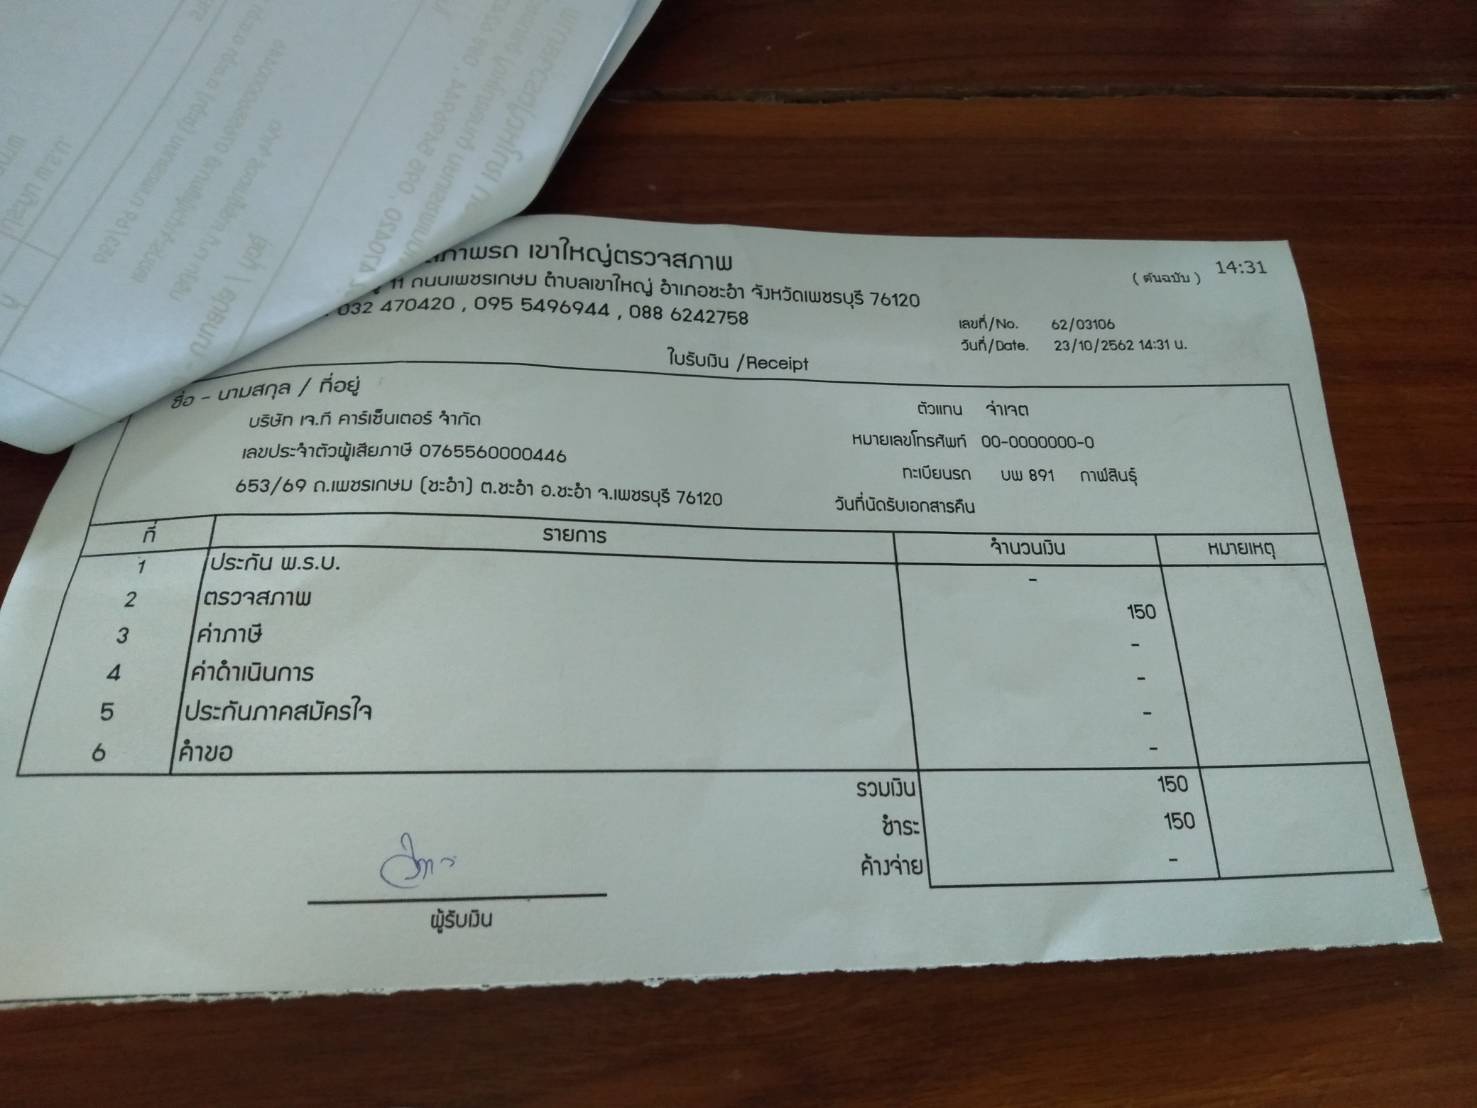 เขาใหญ่ตรวจสภาพ
( ต้นฉบับ ) 14:31
11 ถนนเพชรเกษม ตำบลเขาใหญ่ อำเภอชะอำ จังหวัดเพชรบุรี 76120
032 470420 , 095 5496944 , 088 6242758
เลขที่/No. 62/03106
วันที่/Date. 23/10/2562 14:31 น.
ใบรับเงิน /Receipt
ชื่อ - นามสกุล / ที่อยู่
บริษัท เจ.ที คาร์เซ็นเตอร์ จำกัด
ตัวแทน จ่าเจต
เลขประจำตัวผู้เสียภาษี 0765560000446
หมายเลขโทรศัพท์ 00-0000000-0
ทะเบียนรถ บพ 891 กาฬสินธุ์
653/69 ถ.เพชรเกษม (ชะอำ) ต.ชะอำ อ.ชะอำ จ.เพชรบุรี 76120
วันที่นัดรับเอกสารคืน
ที่ รายการ จำนวนเงิน หมายเหตุ
1 ประกัน พ.ร.บ. -
2 ตรวจสภาพ 150
3 ค่าภาษี -
4 ค่าดำเนินการ -
5 ประกันภาคสมัครใจ -
6 คำขอ -
รวมเงิน 150
ชำระ 150
ค้างจ่าย -
ผู้รับเงิน